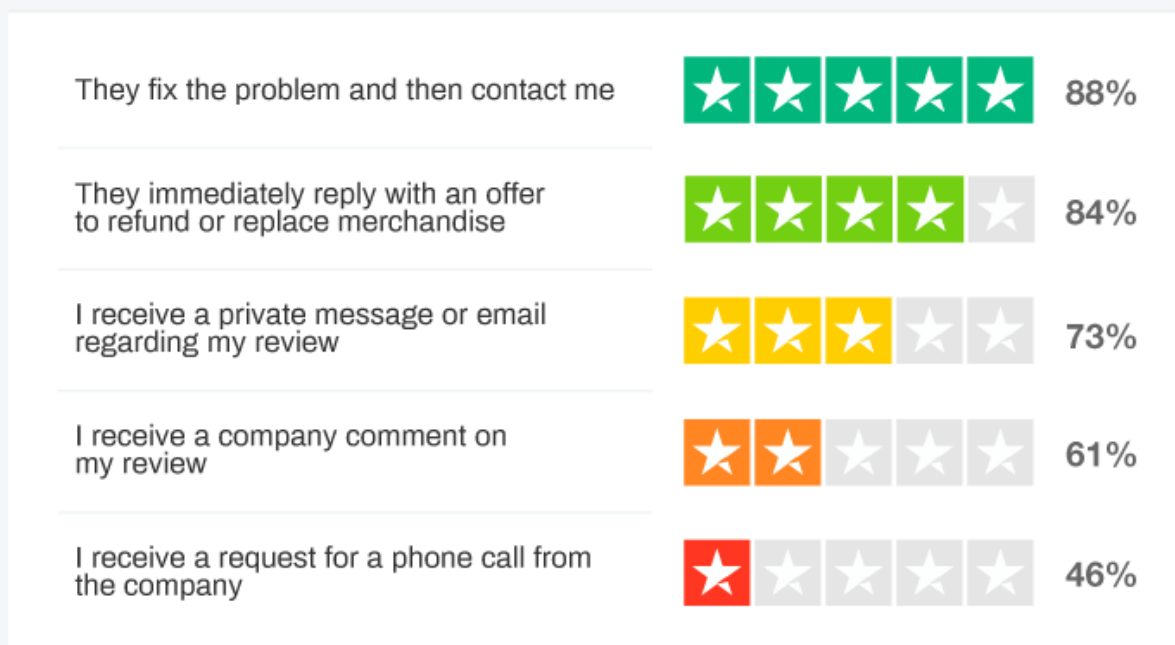 They fix the problem and then contact me
88%
They immediately reply with an offer
to refund or replace merchandise
84%
I receive a private message or email
regarding my review
73%
I receive a company comment on
my review
61%
I receive a request for a phone call from
the company
46%